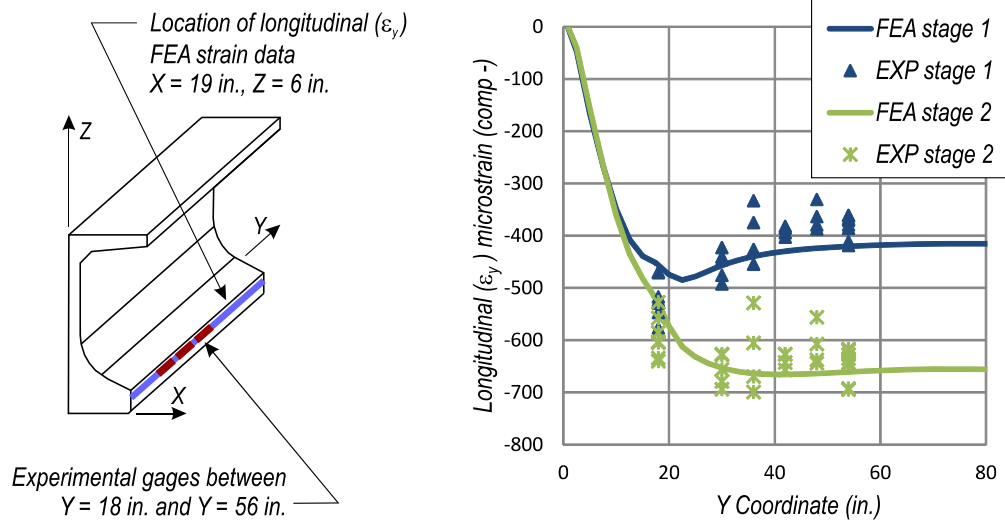 Location of longitudinal (εy)
FEA strain data
X = 19 in., Z = 6 in.
Z
Y
X
Experimental gages between
Y = 18 in. and Y = 56 in.
Longitudinal (εy) microstrain (comp -)
-0
-100
-200
-300
-400
-500
-600
-700
-800
0
20
40
60
80
Y Coordinate (in.)
FEA stage 1
EXP stage 1
FEA stage 2
EXP stage 2